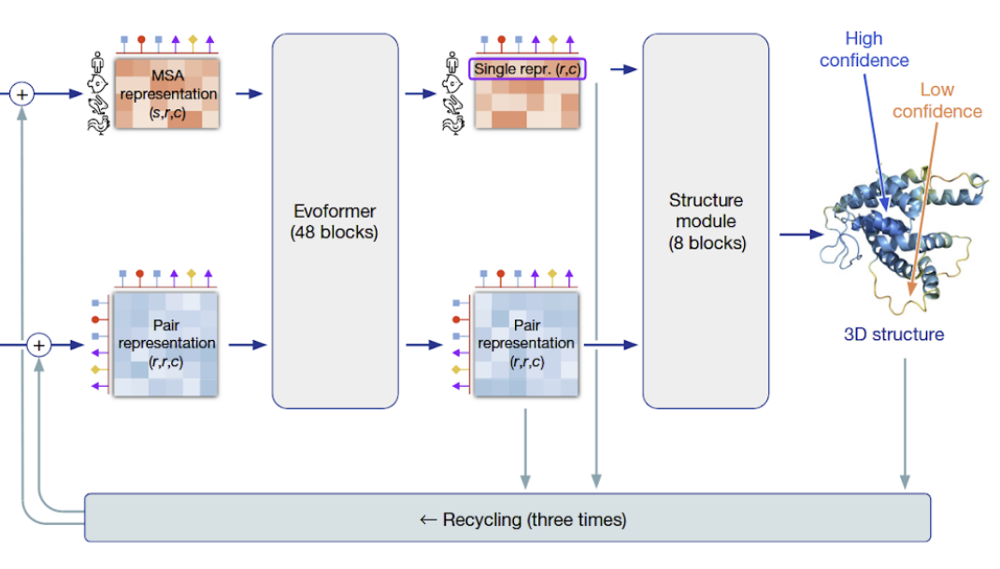 +
MSA
representation
(s,r,c)
Evoformer
(48 blocks)
Single repr. (r,c)
Structure
module
(8 blocks)
High
confidence
Low
confidence
+
Pair
representation
(r,r,c)
Pair
representation
(r,r,c)
3D structure
← Recycling (three times)